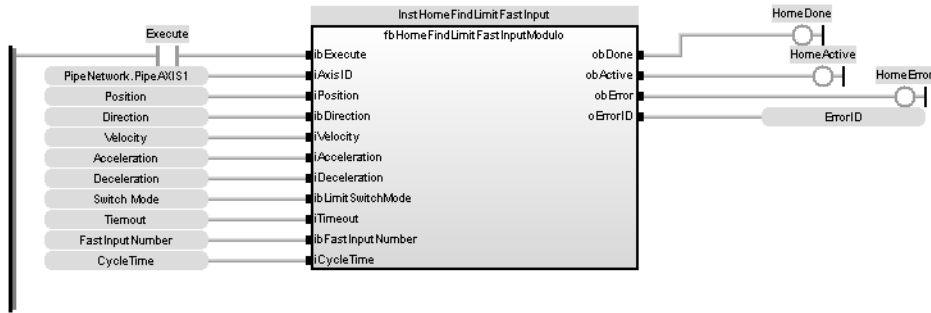 InstHomeFindLimitFastInput
HomeDone
Execute
fbHomeFindLimitFastInputModulo
ibExecute
obDone
HomeActive
PipeNetwork.PipeAXIS1
iAxisID
obActive
HomeError
Position
iPosition
obError
Direction
ibDirection
oErrorID
ErrorID
Velocity
iVelocity
Acceleration
iAcceleration
Deceleration
iDeceleration
Switch Mode
ibLimitSwitchMode
Timeout
iTimeout
FastInputNumber
ibFastInputNumber
CycleTime
iCycleTime